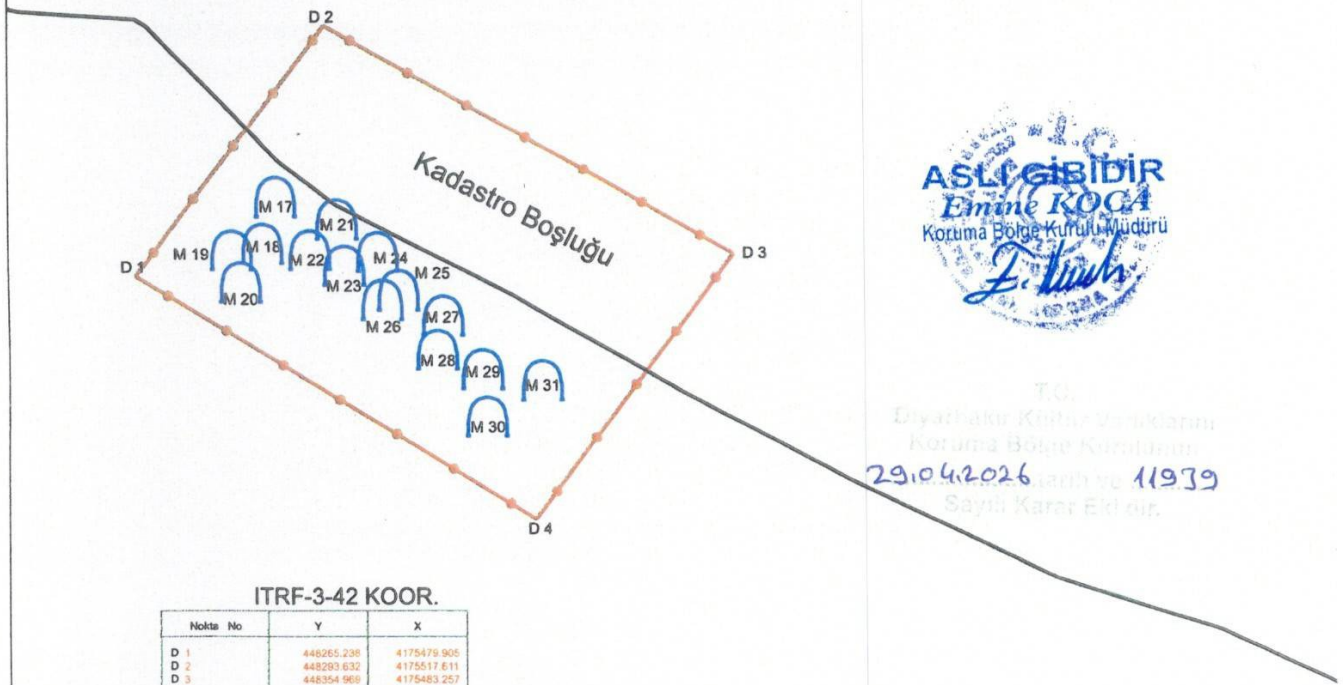 D 2
Kadastro Boşluğu
D 3
M 17
M 21
M 19
M 18
M 22
M 24
D 1
M 25
M 23
M 20
M 26
M 27
M 28
M 29
M 31
M 30
D 4
T.C.
ASLI GİBİDİR
Emine KOCA
Koruma Bölge Kurulu Müdürü
T.C.
Diyarbakır Kültür Varlıklarını
Koruma Bölge Kurulunun
29.04.2026 tarih ve 11939
Sayılı Karar Eki dir.
ITRF-3-42 KOOR.
Nokta No Y X
D 1 448265.238 4175479.905
D 2 448293.632 4175517.611
D 3 448354.969 4175483.257